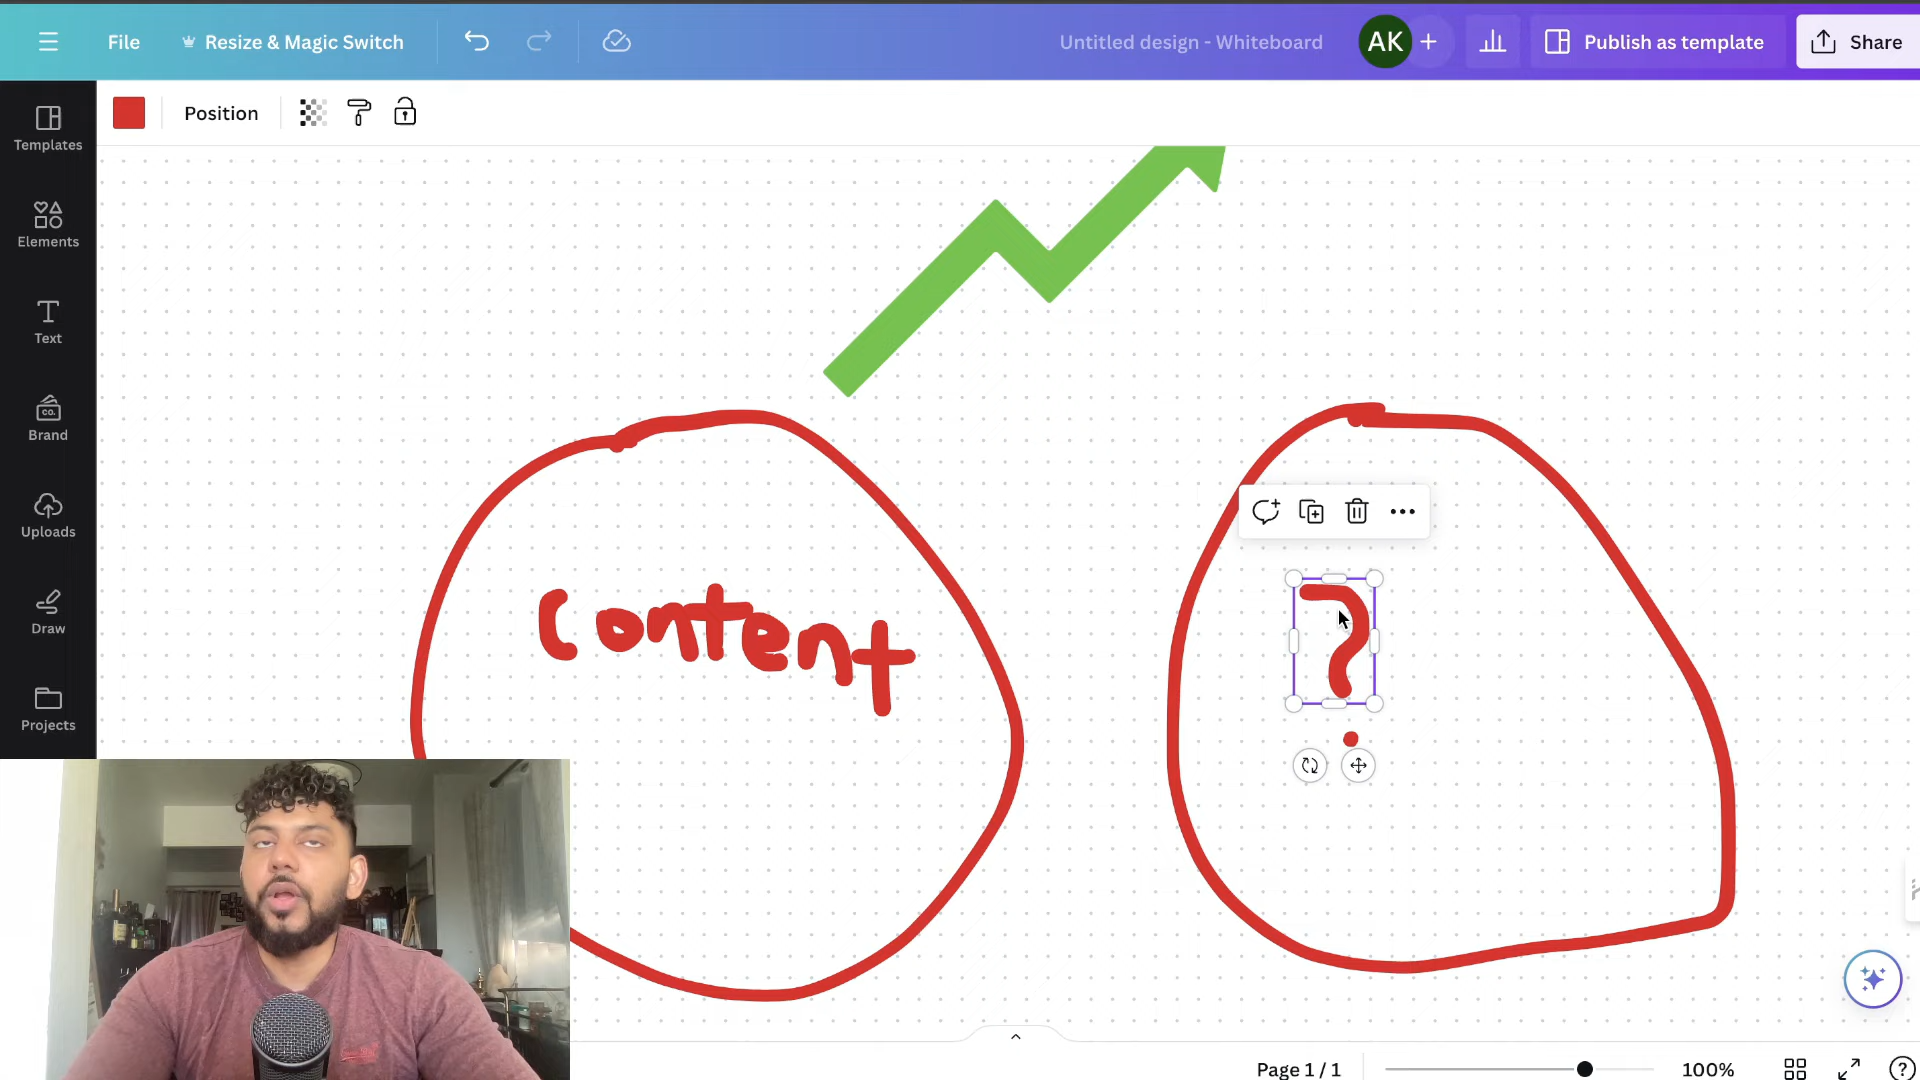 File
Resize & Magic Switch
Untitled design - Whiteboard
AK
+
Publish as template
Share
Position
Templates
Elements
Text
CO.
Brand
Uploads
Draw
Projects
Content
?
Page 1 / 1
100%
?